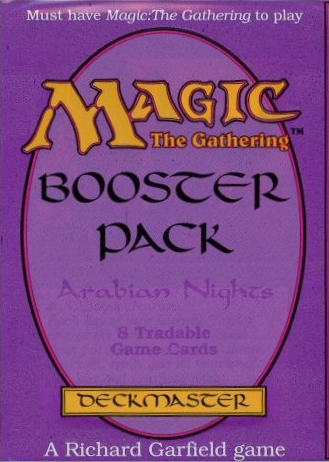 Must have Magic:The Gathering to play
MAGIC
The Gathering™
BOOSTER
PACK
Arabian Nights
8 Tradable
Game Cards
DECKMASTER
A Richard Garfield game